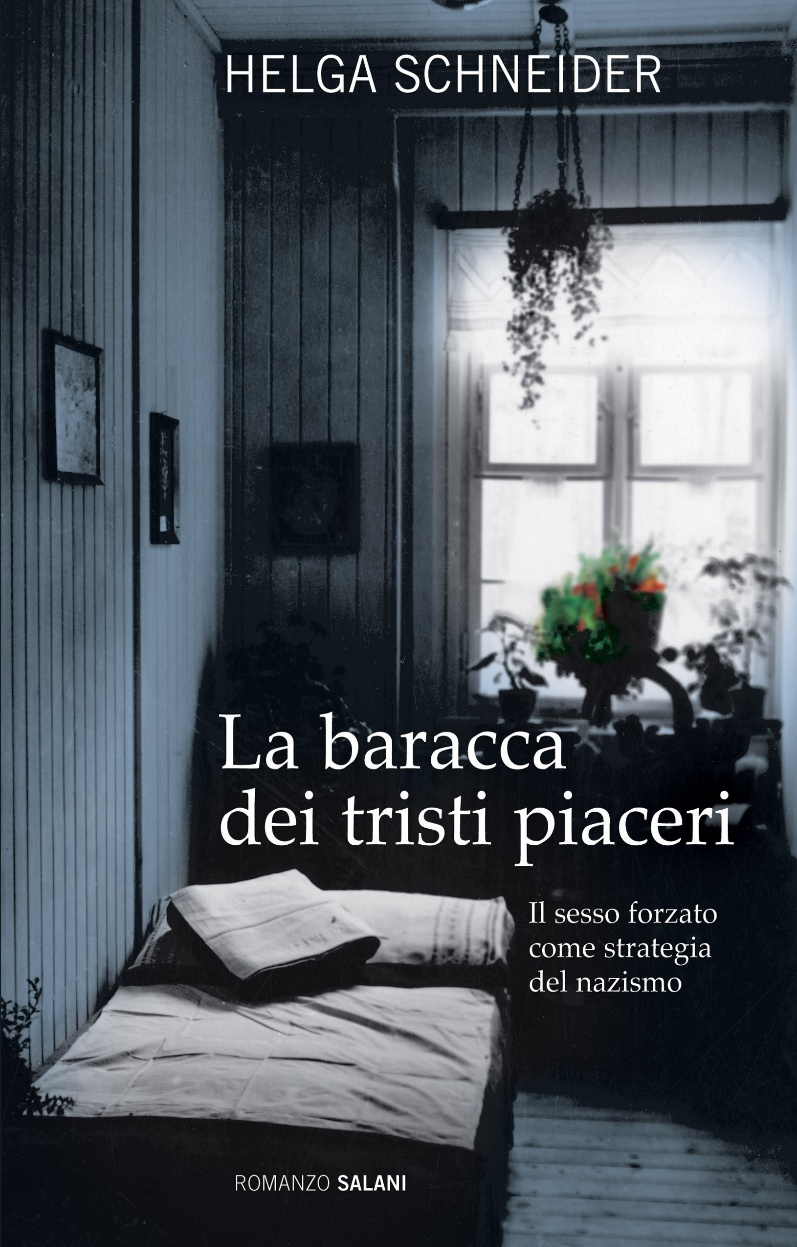 HELGA SCHNEIDER
La baracca
dei tristi piaceri
Il sesso forzato
come strategia
del nazismo
ROMANZO SALANI